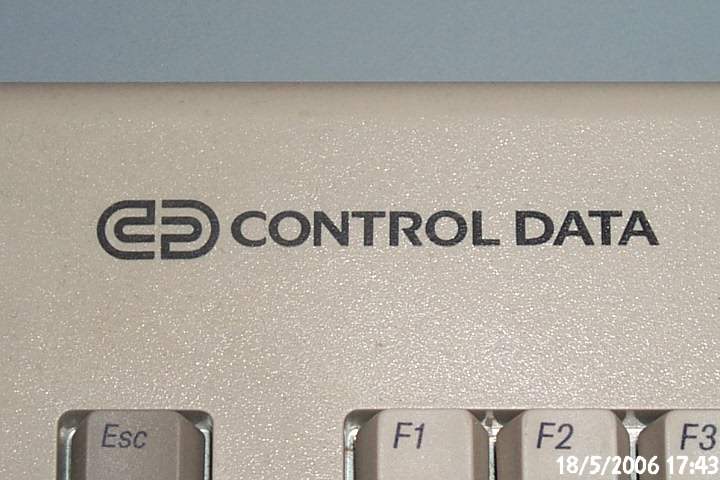 CONTROL DATA
Esc F1 F2 F3
18/5/2006 17:43